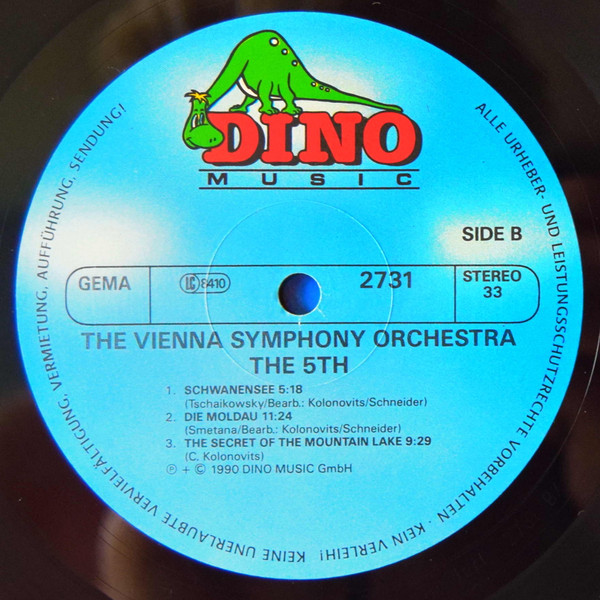 DINO
MUSIC
SIDE B
GEMA
LC 8410
2731
STEREO
33
THE VIENNA SYMPHONY ORCHESTRA
THE 5TH
1. SCHWANENSEE 5:18
(Tschaikowsky/Bearb.: Kolonovits/Schneider)
2. DIE MOLDAU 11:24
(Smetana/Bearb.: Kolonovits/Schneider)
3. THE SECRET OF THE MOUNTAIN LAKE 9:29
(C. Kolonovits)
Ⓟ + © 1990 DINO MUSIC GmbH
ALLE URHEBER- UND LEISTUNGSSCHUTZRECHTE VORBEHALTEN · KEIN VERLEIH! KEINE UNERLAUBTE VERVIELFÄLTIGUNG, VERMIETUNG, AUFFÜHRUNG, SENDUNG!